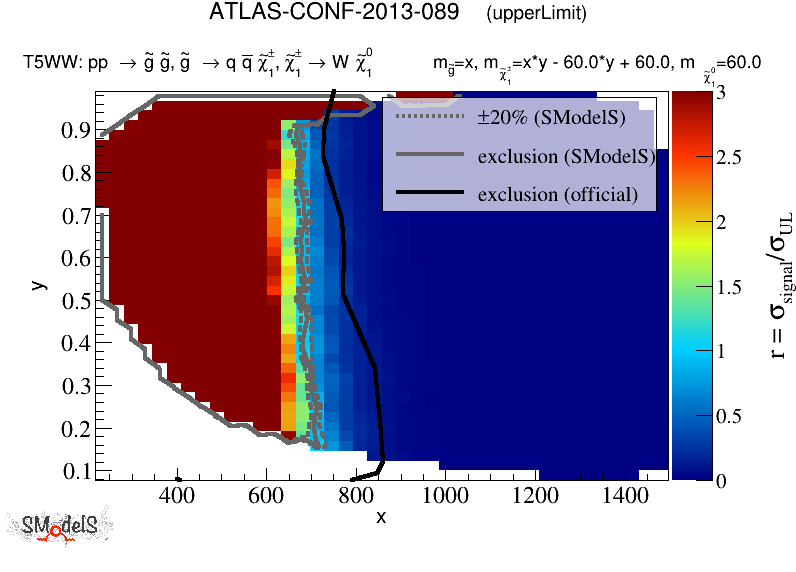 ATLAS-CONF-2013-089 (upperLimit)
T5WW: pp → g̃ g̃, g̃ → q q̅ χ̃₁^±, χ̃₁^± → W χ̃₁⁰ m_g̃=x, m_χ̃₁^±=x*y - 60.0*y + 60.0, m_χ̃₁⁰=60.0
±20% (SModelS)
exclusion (SModelS)
exclusion (official)
y
0.9
0.8
0.7
0.6
0.5
0.4
0.3
0.2
0.1
400 600 800 1000 1200 1400
x
3
2.5
2
1.5
1
0.5
0
r = σ_signal/σ_UL
SModelS